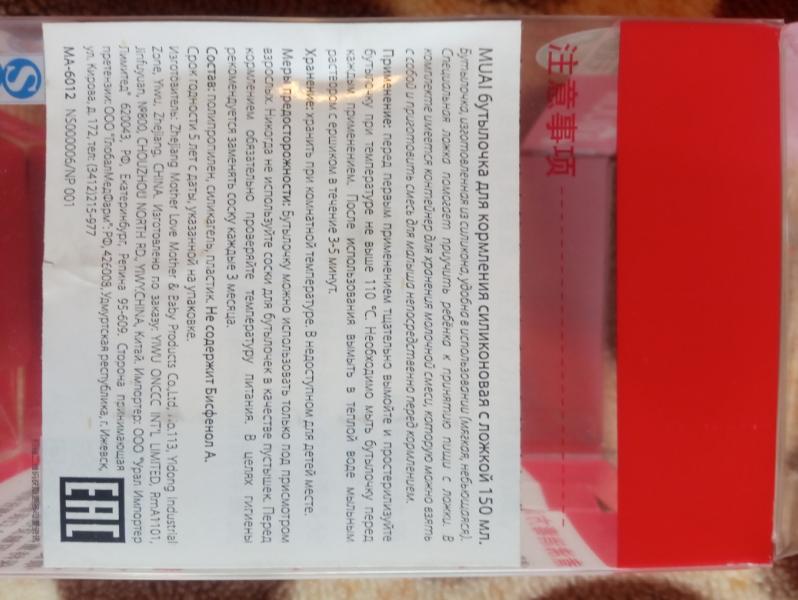 注意事项
MUAI бутылочка для кормления силиконовая с ложкой 150 мл.
Бутылочка, изготовленная из силикона, удобна в использовании (мягкая, небьющаяся).
Специальная ложка помогает приучить ребёнка к принятию пищи с ложки. В
комплекте имеется контейнер для хранения молочной смеси, которую можно взять
с собой и приготовить смесь для малыша непосредственно перед кормлением.
Применение: перед первым применением тщательно вымойте и простерилизуйте
бутылочку при температуре не выше 110 °C. Необходимо мыть бутылочку перед
каждым применением. После использования вымыть в теплой воде мыльным
раствором с ершиком в течение 3-5 минут.
Хранение: хранить при комнатной температуре. В недоступном для детей месте.
Меры предосторожности: Бутылочку можно использовать только под присмотром
взрослых. Никогда не используйте соски для бутылочек в качестве пустышек. Перед
кормлением обязательно проверяйте температуру питания. В целях гигиены
рекомендуется заменять соску каждые 3 месяца.
Состав: полипропилен, силикагель, пластик. Не содержит Бисфенол А.
Срок годности 5 лет с даты, указанной на упаковке.
Изготовитель: Zhejiang Mother Love Mother & Baby Products Co.,Ltd. No.113, Yidong Industrial
Zone, Yiwu, Zhejiang, CHINA. Изготовлено по заказу: YIWU ONCCC INT'L LIMITED, RmA1101,
Jinfuyuan, №800, CHOUZHOU NORTH RD, YIWY,CHINA, Китай. Импортер: ООО "Урал Импортер
Лимитед" 620043, РФ, Екатеринбург, Репина 95-609. Сторона принимающая
претензии: ООО "ГлобалМедФарм": РФ, 426008, Удмуртская республика, г. Ижевск,
ул. Кирова, д. 172, тел: (3412)215-977
MA-6012 NS000006/NP 001
EAC
S